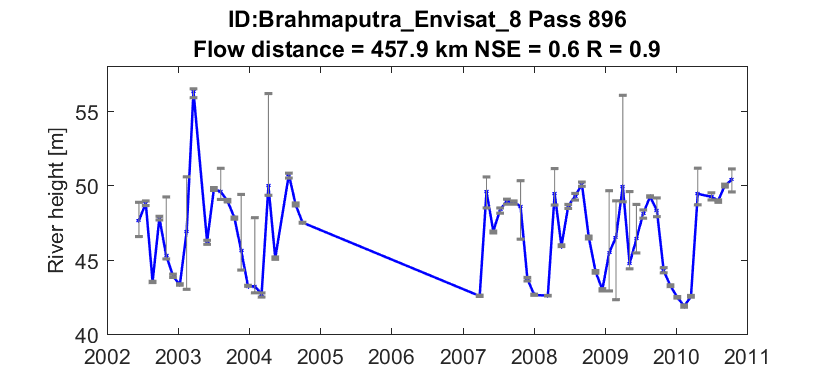 ID:Brahmaputra_Envisat_8 Pass 896
Flow distance = 457.9 km NSE = 0.6 R = 0.9
River height [m]
55
50
45
40
2002 2003 2004 2005 2006 2007 2008 2009 2010 2011